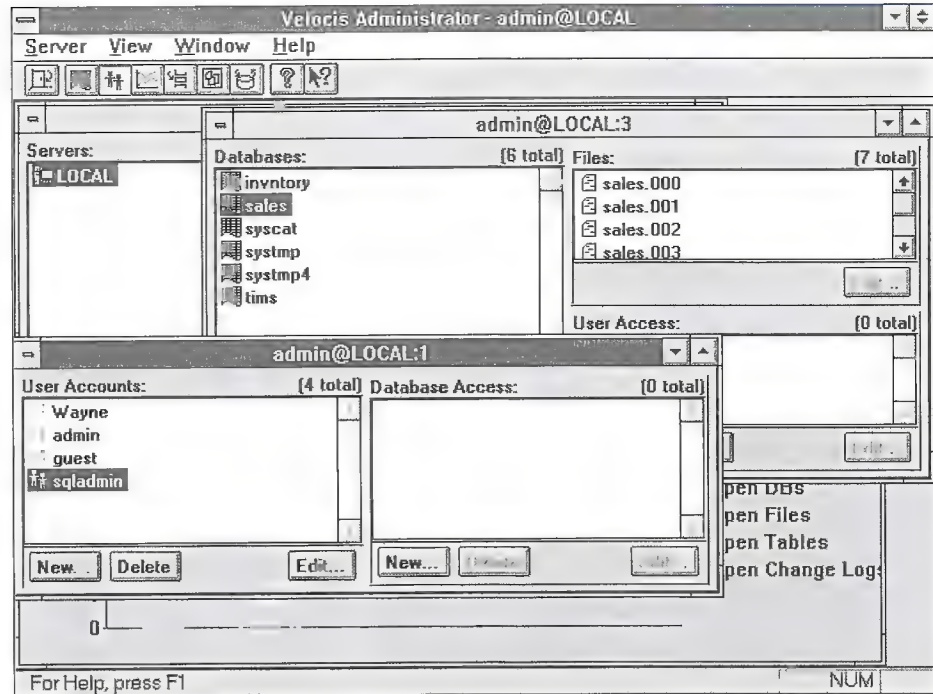 Velocis Administrator - admin@LOCAL
Server View Window Help
admin@LOCAL:3
Servers:
LOCAL
Databases: (6 total)
invntory
sales
syscat
systmp
systmp4
tims
Files: (7 total)
sales.000
sales.001
sales.002
sales.003
User Access: (0 total)
admin@LOCAL:1
User Accounts: (4 total)
Wayne
admin
guest
sqladmin
New... Delete Edit...
Database Access: (0 total)
New...
pen DBs
pen Files
pen Tables
pen Change Logs
0
For Help, press F1
NUM